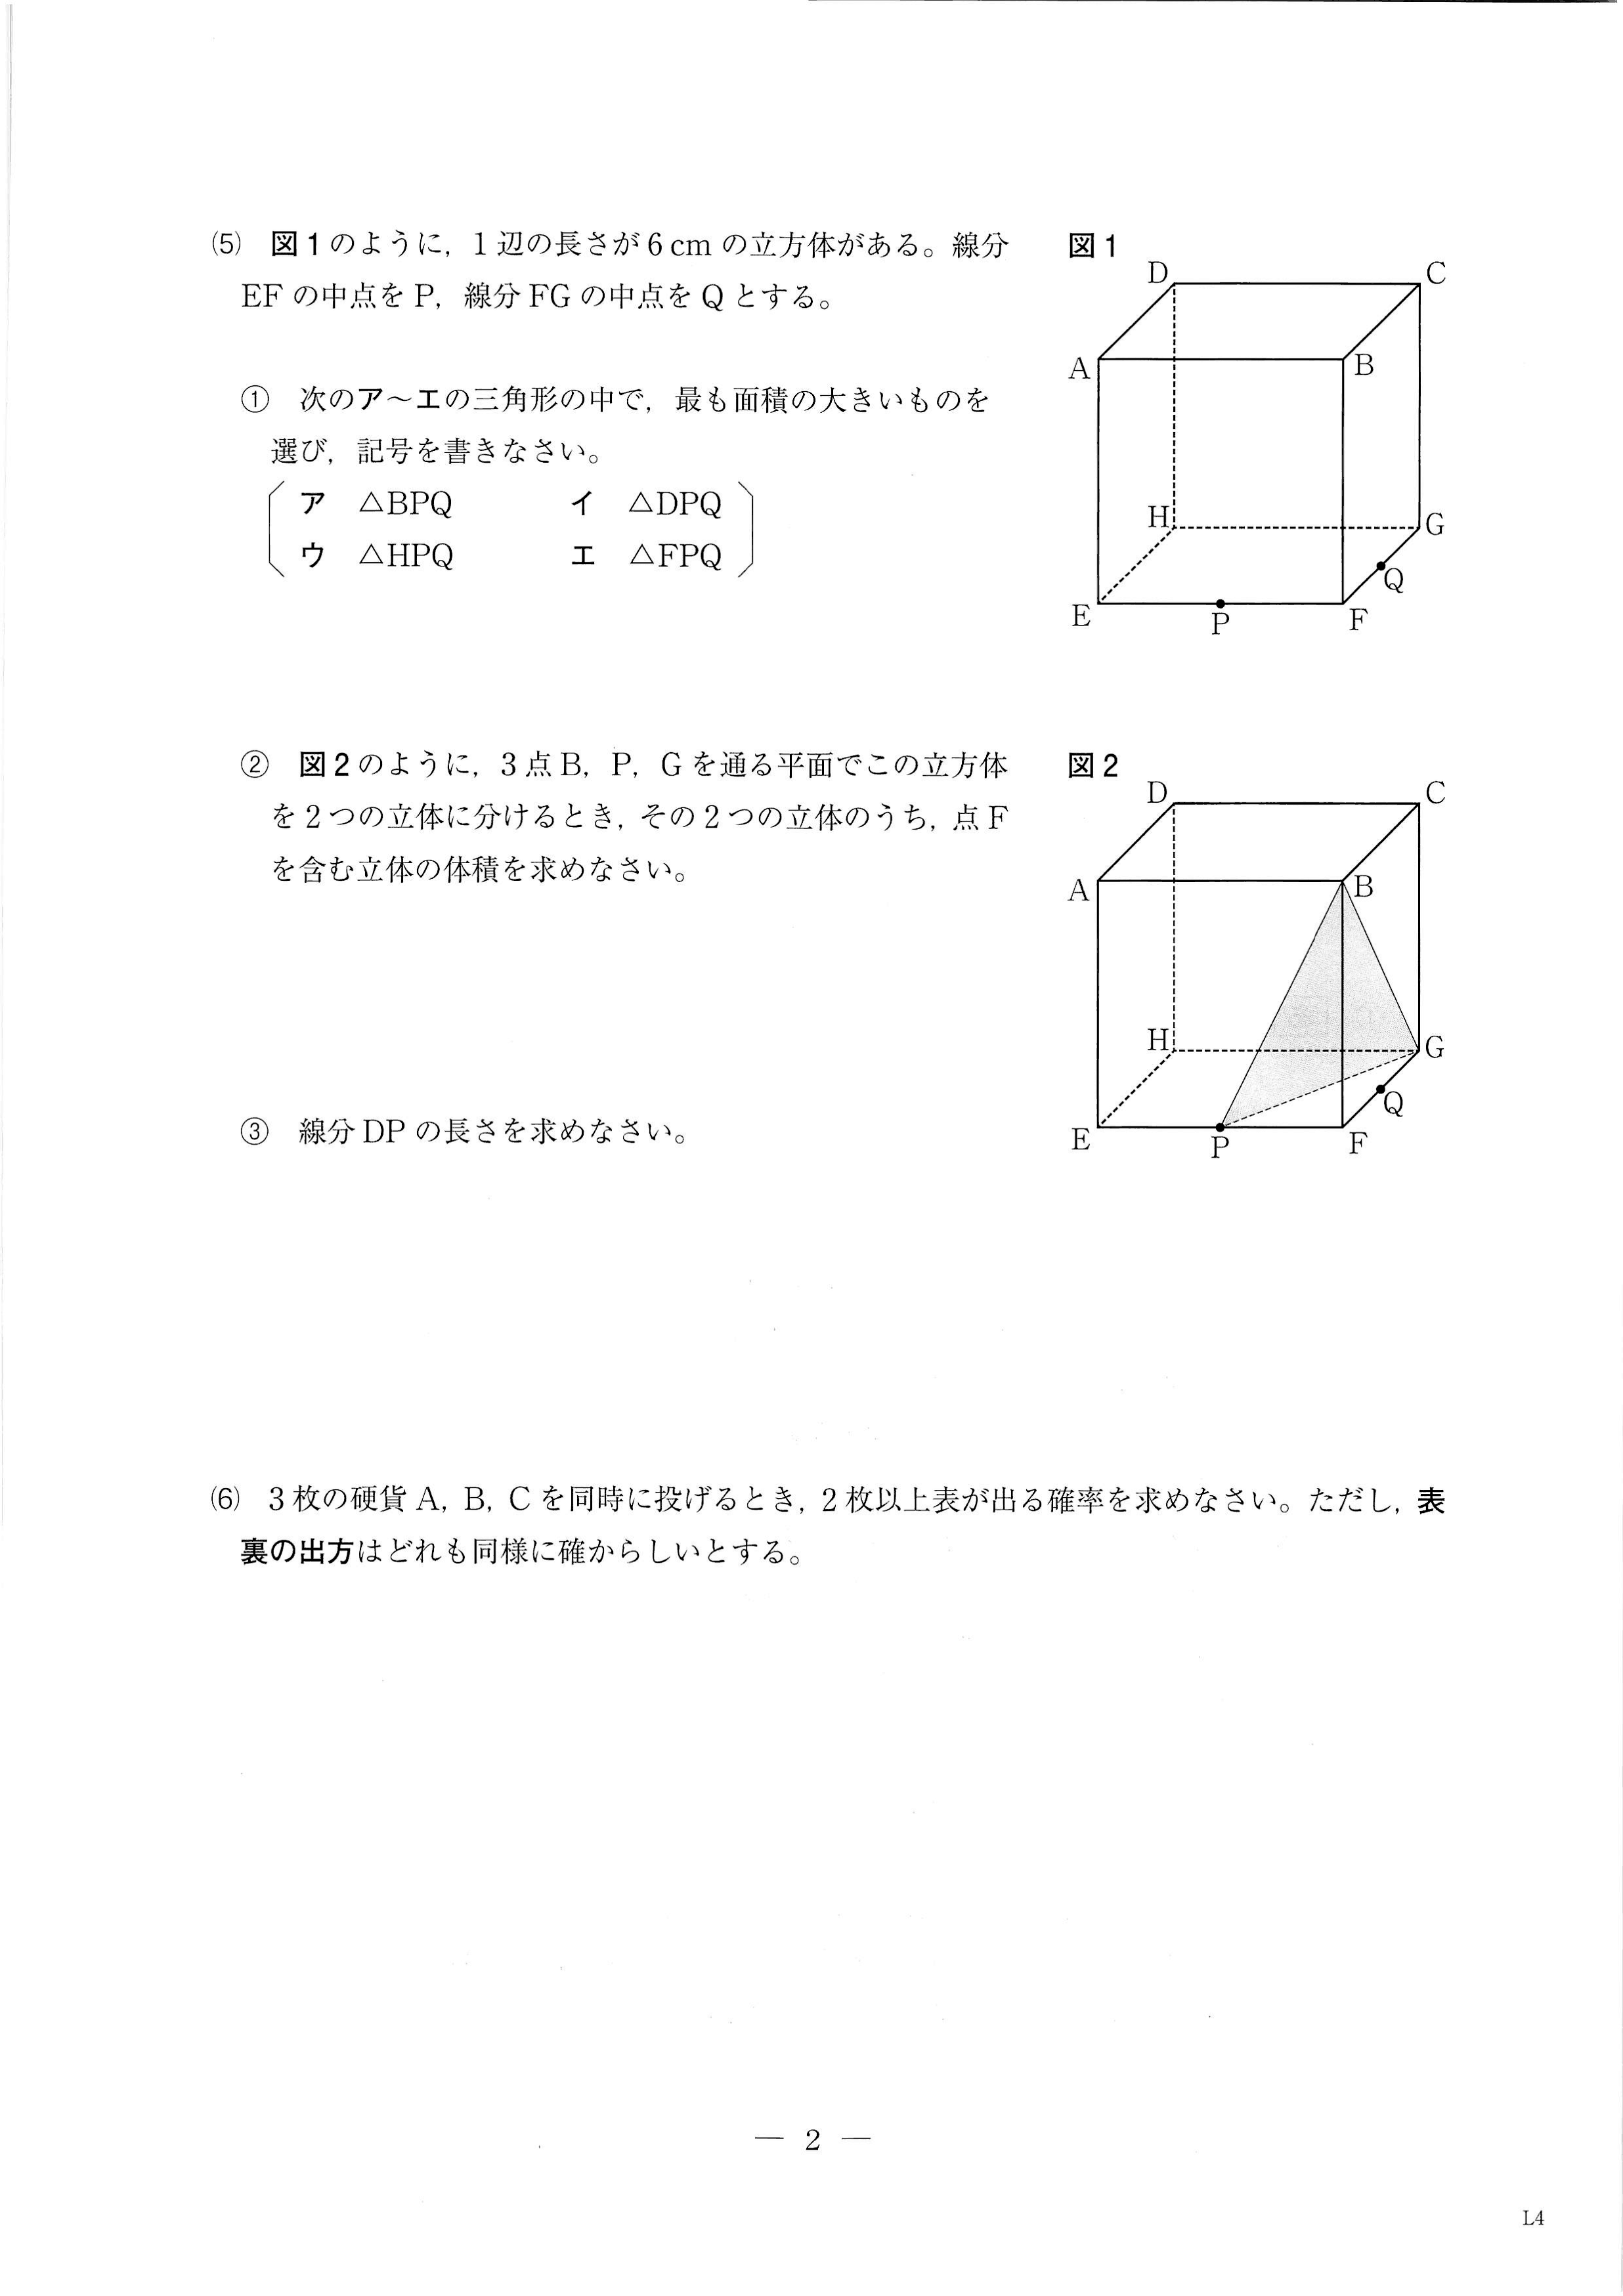 (5) 図1のように，1辺の長さが6cmの立方体がある。線分
EFの中点をP，線分FGの中点をQとする。
① 次のア～エの三角形の中で，最も面積の大きいものを
選び，記号を書きなさい。
ア △BPQ イ △DPQ
ウ △HPQ エ △FPQ
図1
D
C
A
B
H
G
Q
E
P
F
② 図2のように，3点B，P，Gを通る平面でこの立方体
を2つの立体に分けるとき，その2つの立体のうち，点F
を含む立体の体積を求めなさい。
図2
D
C
A
B
H
G
Q
E
P
F
③ 線分DPの長さを求めなさい。
(6) 3枚の硬貨A，B，Cを同時に投げるとき，2枚以上表が出る確率を求めなさい。ただし，表
裏の出方はどれも同様に確からしいとする。
— 2 —
L4